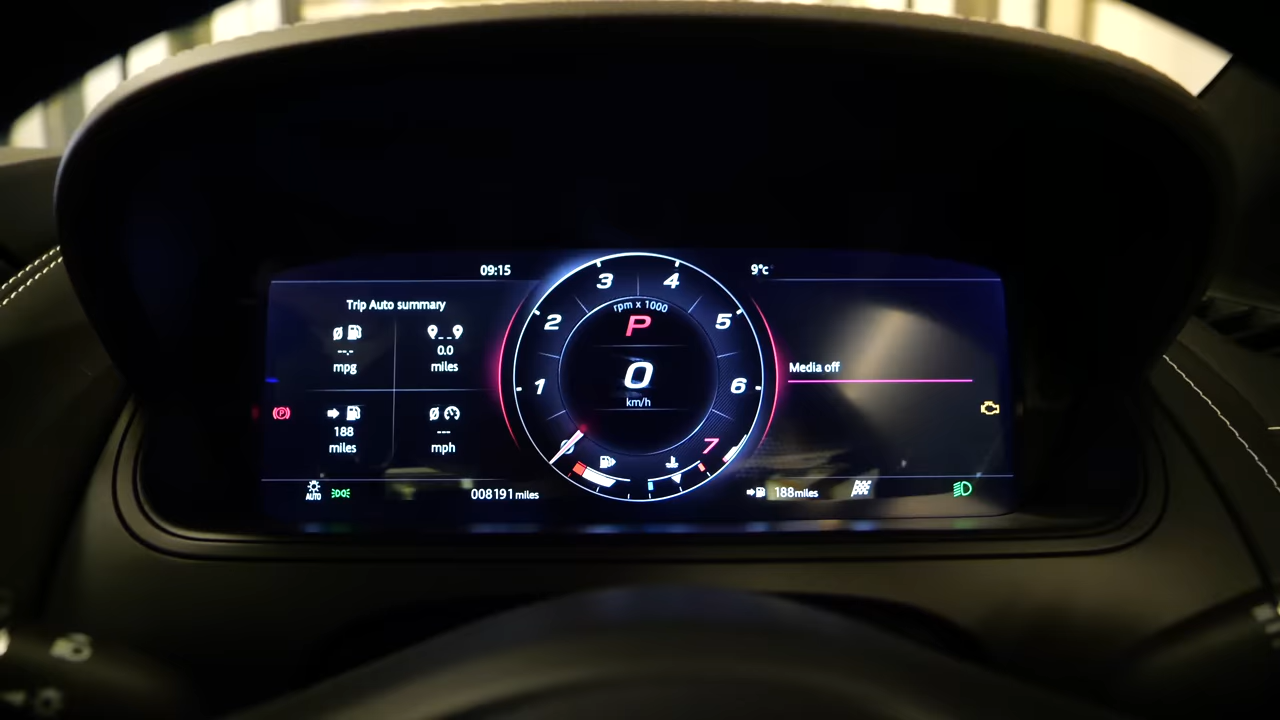 09:15
9°c
Trip Auto summary
--.-
mpg
0.0
miles
188
miles
---
mph
3 4
2 5
1 6
7
rpm x 1000
P
0
km/h
Media off
AUTO
008191 miles
188miles